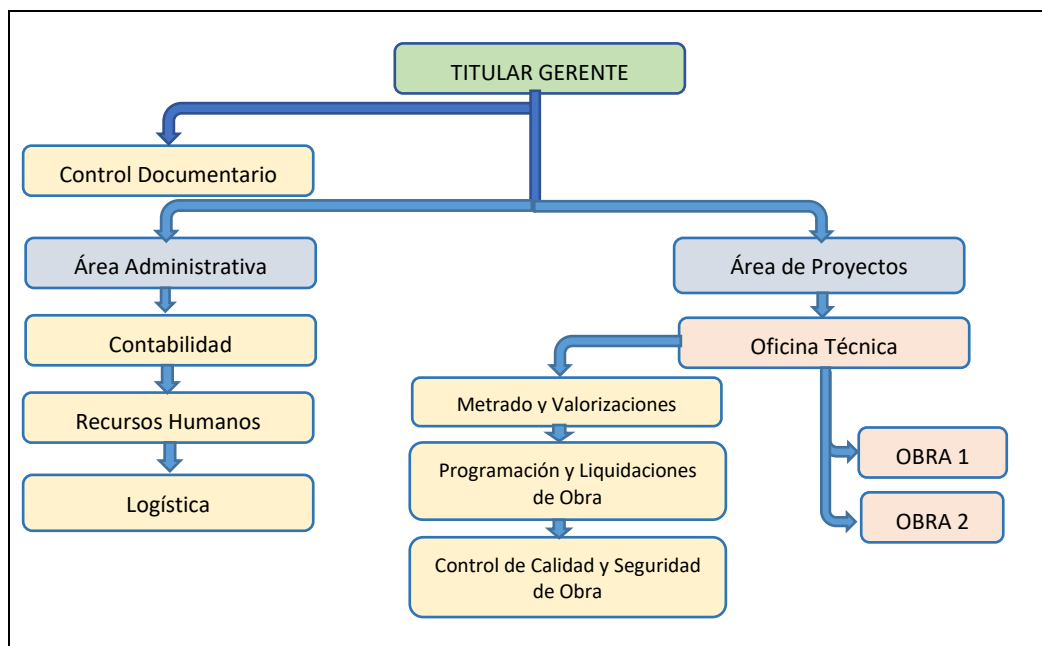 TITULAR GERENTE
Control Documentario
Área Administrativa
Contabilidad
Recursos Humanos
Logística
Área de Proyectos
Oficina Técnica
Metrado y Valorizaciones
Programación y Liquidaciones
de Obra
Control de Calidad y Seguridad
de Obra
OBRA 1
OBRA 2